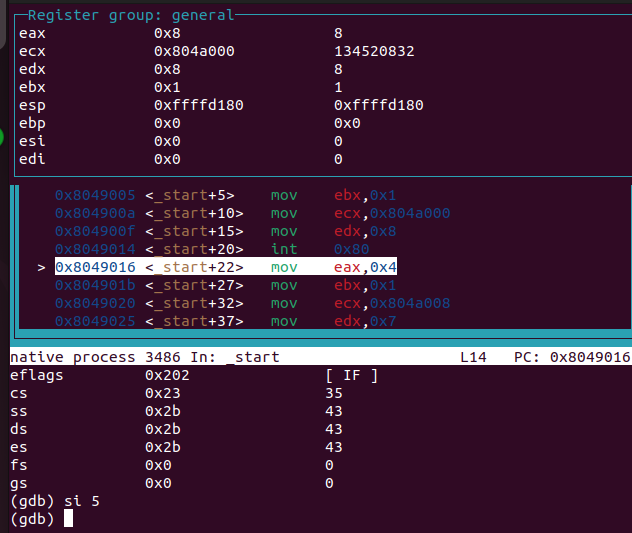 Register group: general
eax 0x8 8
ecx 0x804a000 134520832
edx 0x8 8
ebx 0x1 1
esp 0xffffd180 0xffffd180
ebp 0x0 0x0
esi 0x0 0
edi 0x0 0
0x8049005 <_start+5> mov ebx,0x1
0x804900a <_start+10> mov ecx,0x804a000
0x804900f <_start+15> mov edx,0x8
0x8049014 <_start+20> int 0x80
> 0x8049016 <_start+22> mov eax,0x4
0x804901b <_start+27> mov ebx,0x1
0x8049020 <_start+32> mov ecx,0x804a008
0x8049025 <_start+37> mov edx,0x7
native process 3486 In: _start L14 PC: 0x8049016
eflags 0x202 [ IF ]
cs 0x23 35
ss 0x2b 43
ds 0x2b 43
es 0x2b 43
fs 0x0 0
gs 0x0 0
(gdb) si 5
(gdb)